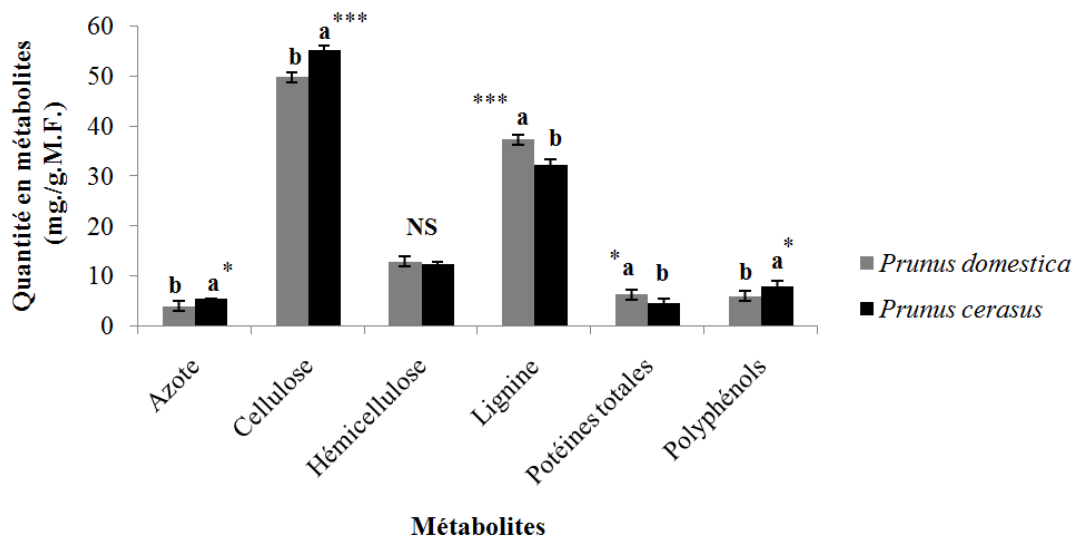 Quantité en métabolites
(mg./g.M.F.)
60
50
40
30
20
10
0
b a *
b a ***
NS
*** a b
* a b
b a *
Azote
Cellulose
Hémicellulose
Lignine
Potéines totales
Polyphénols
Métabolites
Prunus domestica
Prunus cerasus